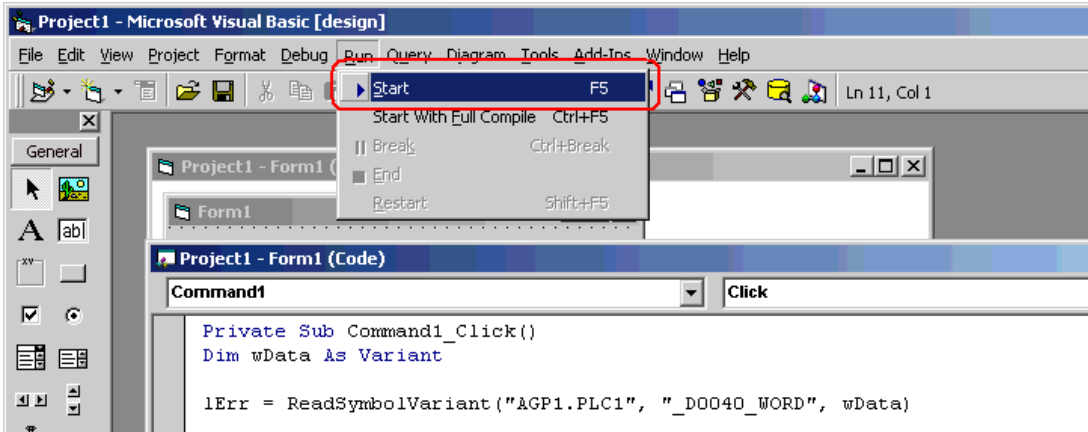 Project1 - Microsoft Visual Basic [design]
File Edit View Project Format Debug Run Query Diagram Tools Add-Ins Window Help
Start F5
Ln 11, Col 1
Start With Full Compile Ctrl+F5
General
Break Ctrl+Break
Project1 - Form1 (
End
Restart Shift+F5
Form1
A ab|
Project1 - Form1 (Code)
XY
Command1 Click
Private Sub Command1_Click()
Dim wData As Variant
lErr = ReadSymbolVariant("AGP1.PLC1", "_D0040_WORD", wData)